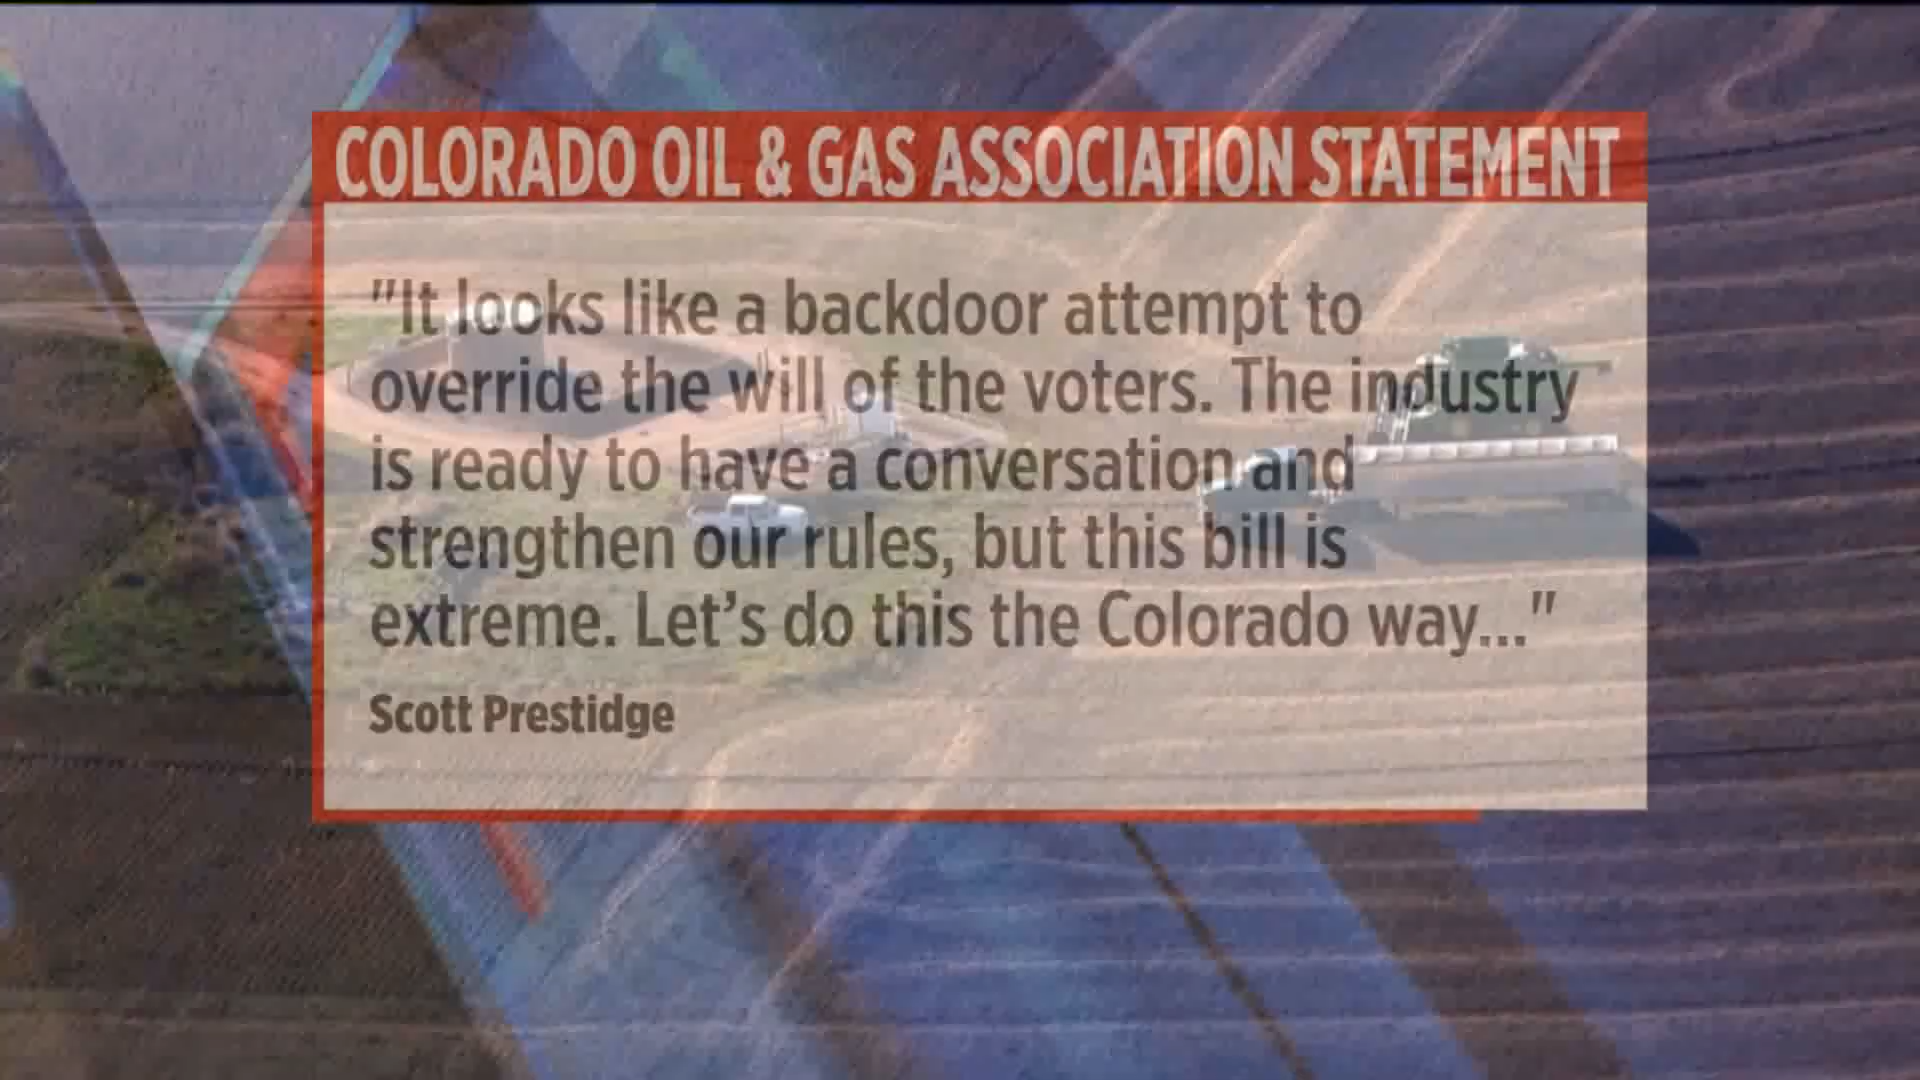 COLORADO OIL & GAS ASSOCIATION STATEMENT
"It looks like a backdoor attempt to
override the will of the voters. The industry
is ready to have a conversation and
strengthen our rules, but this bill is
extreme. Let’s do this the Colorado way..."
Scott Prestidge